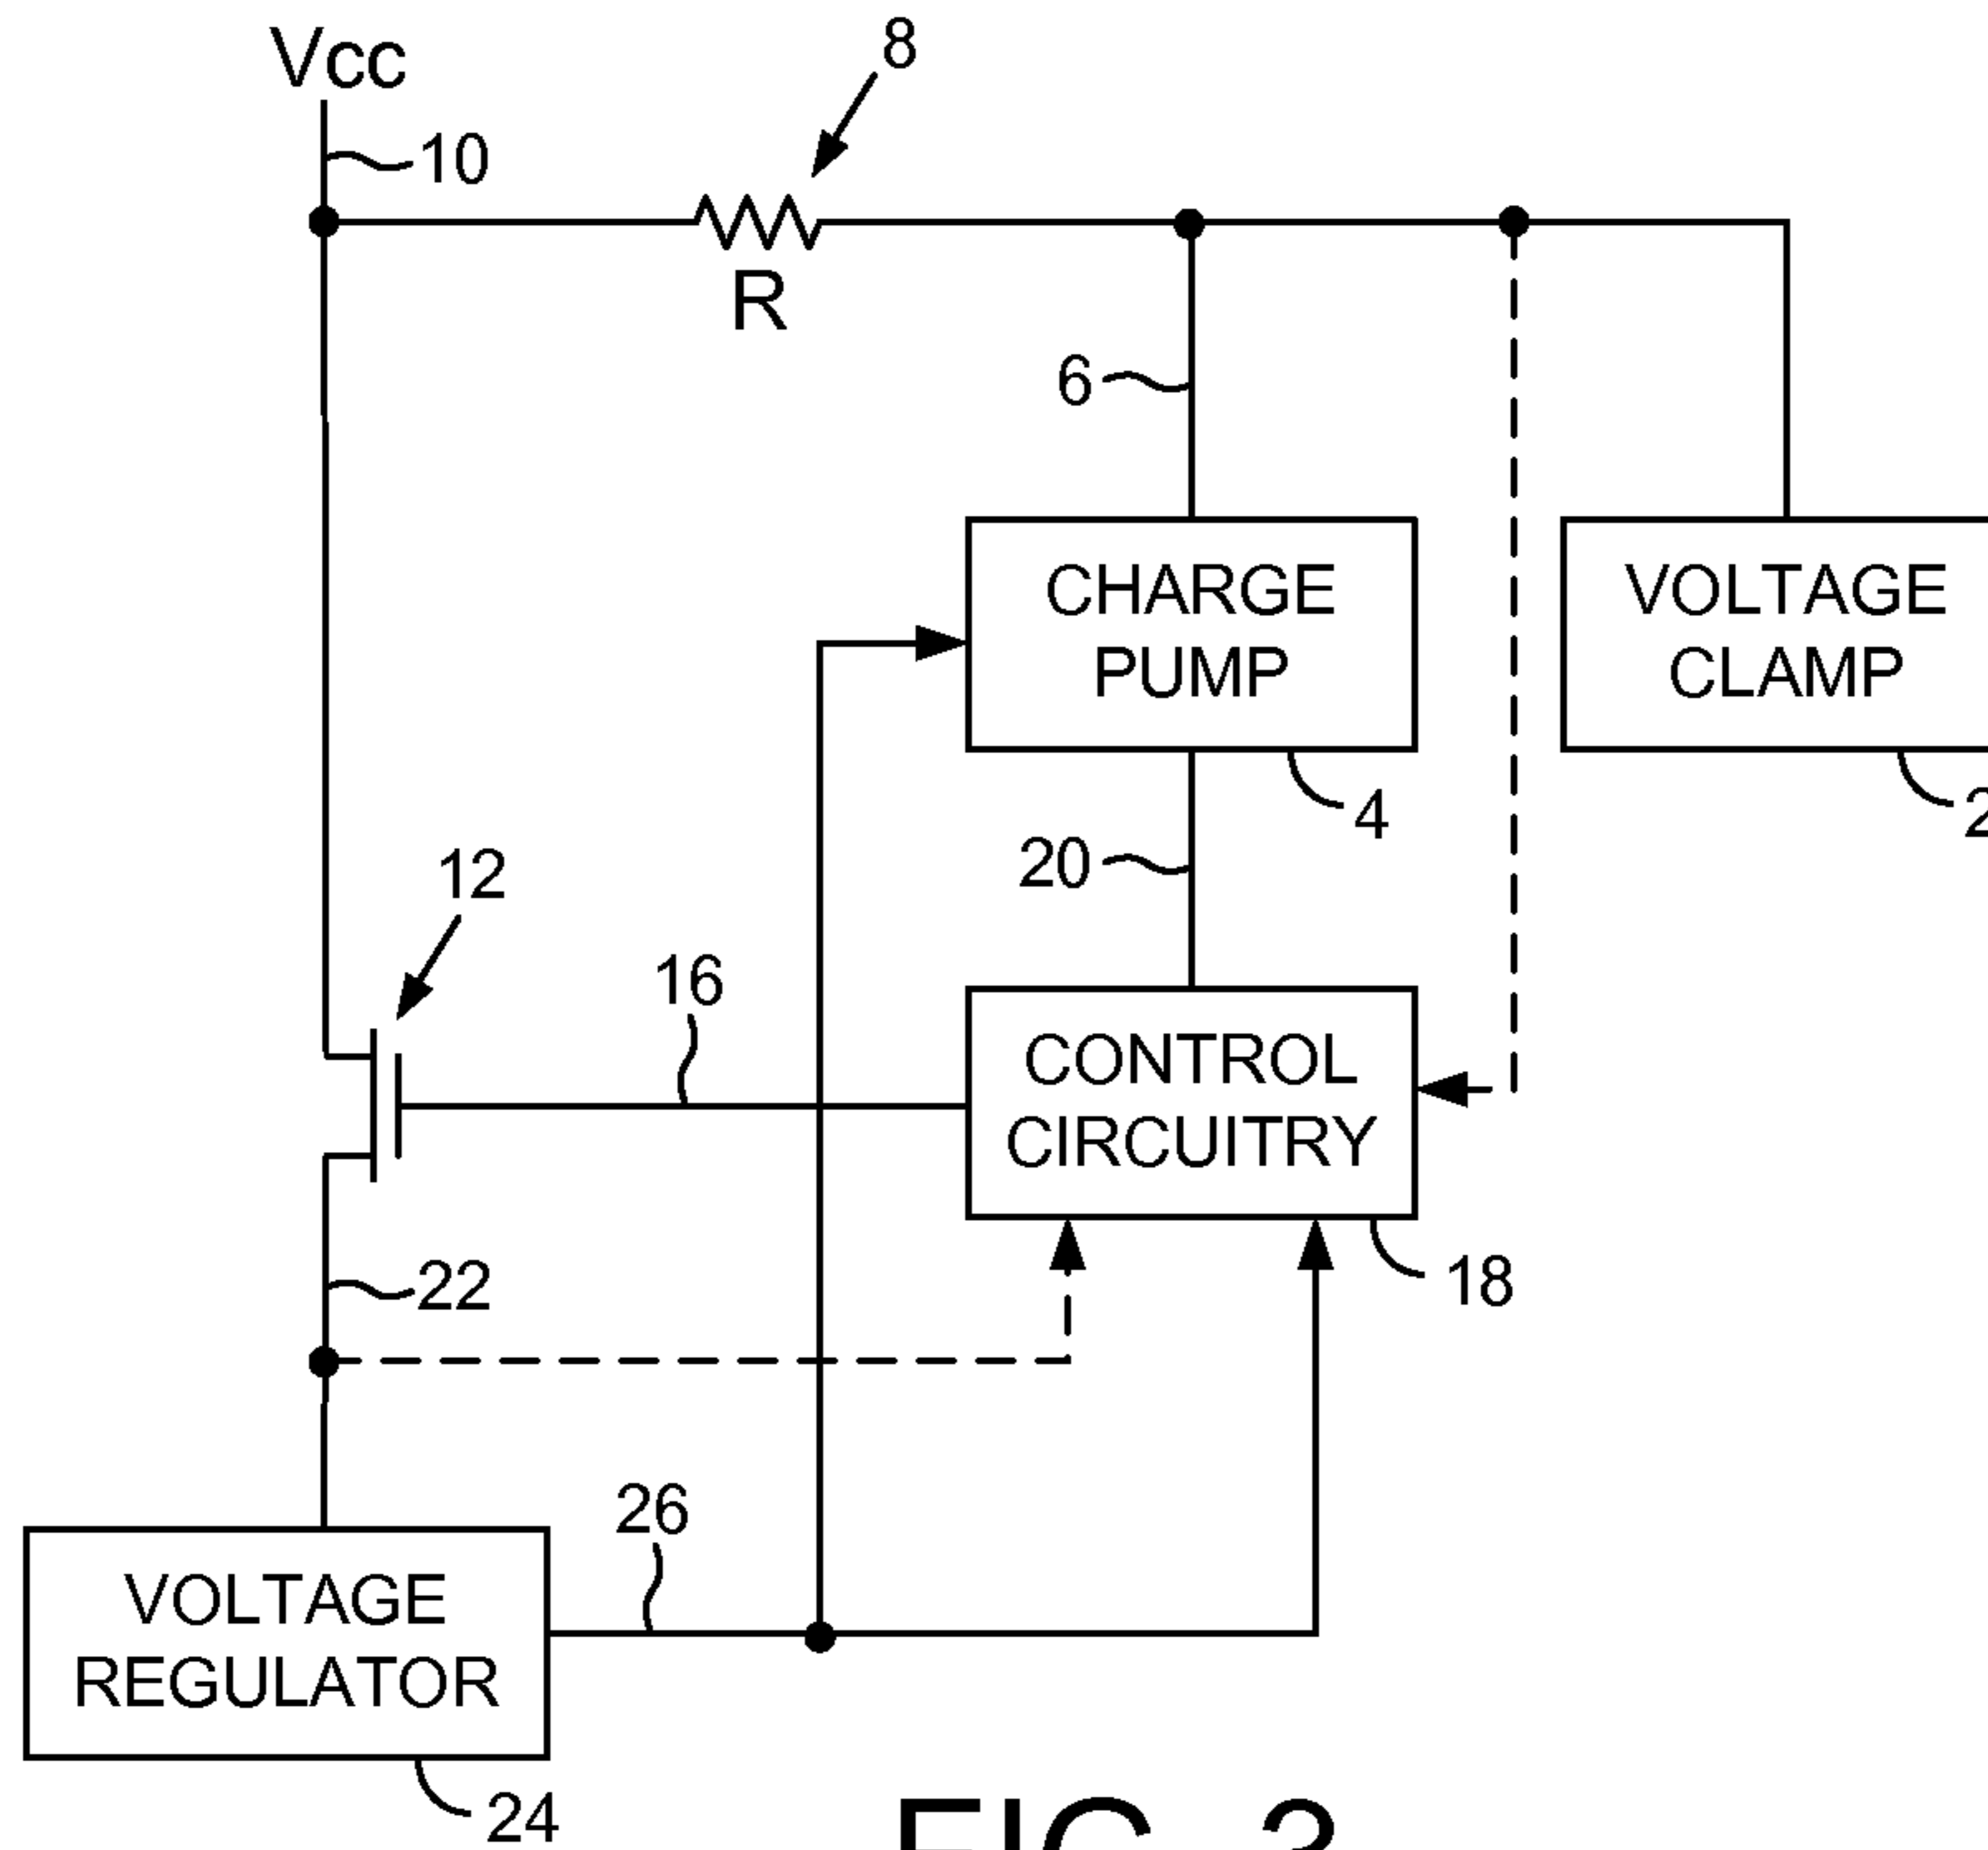 Vcc
8
10
R
6
CHARGE
PUMP
VOLTAGE
CLAMP
4
2
20
12
16
CONTROL
CIRCUITRY
18
22
26
VOLTAGE
REGULATOR
24